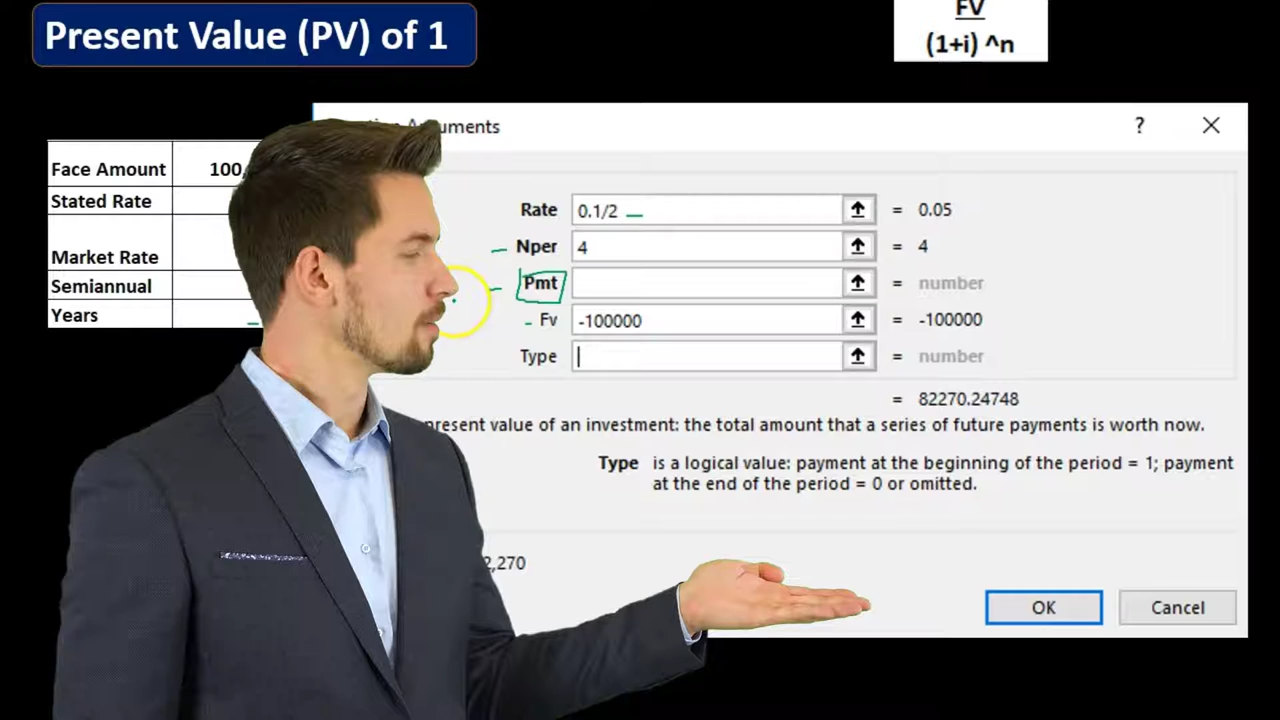 Present Value (PV) of 1
FV
(1+i) ^n
Arguments
Face Amount 100,
Stated Rate
Market Rate
Semiannual
Years
Rate 0.1/2 = 0.05
Nper 4 = 4
Pmt = number
Fv -100000 = -100000
Type = number
= 82270.24748
present value of an investment: the total amount that a series of future payments is worth now.
Type is a logical value: payment at the beginning of the period = 1; payment
at the end of the period = 0 or omitted.
2,270
OK Cancel